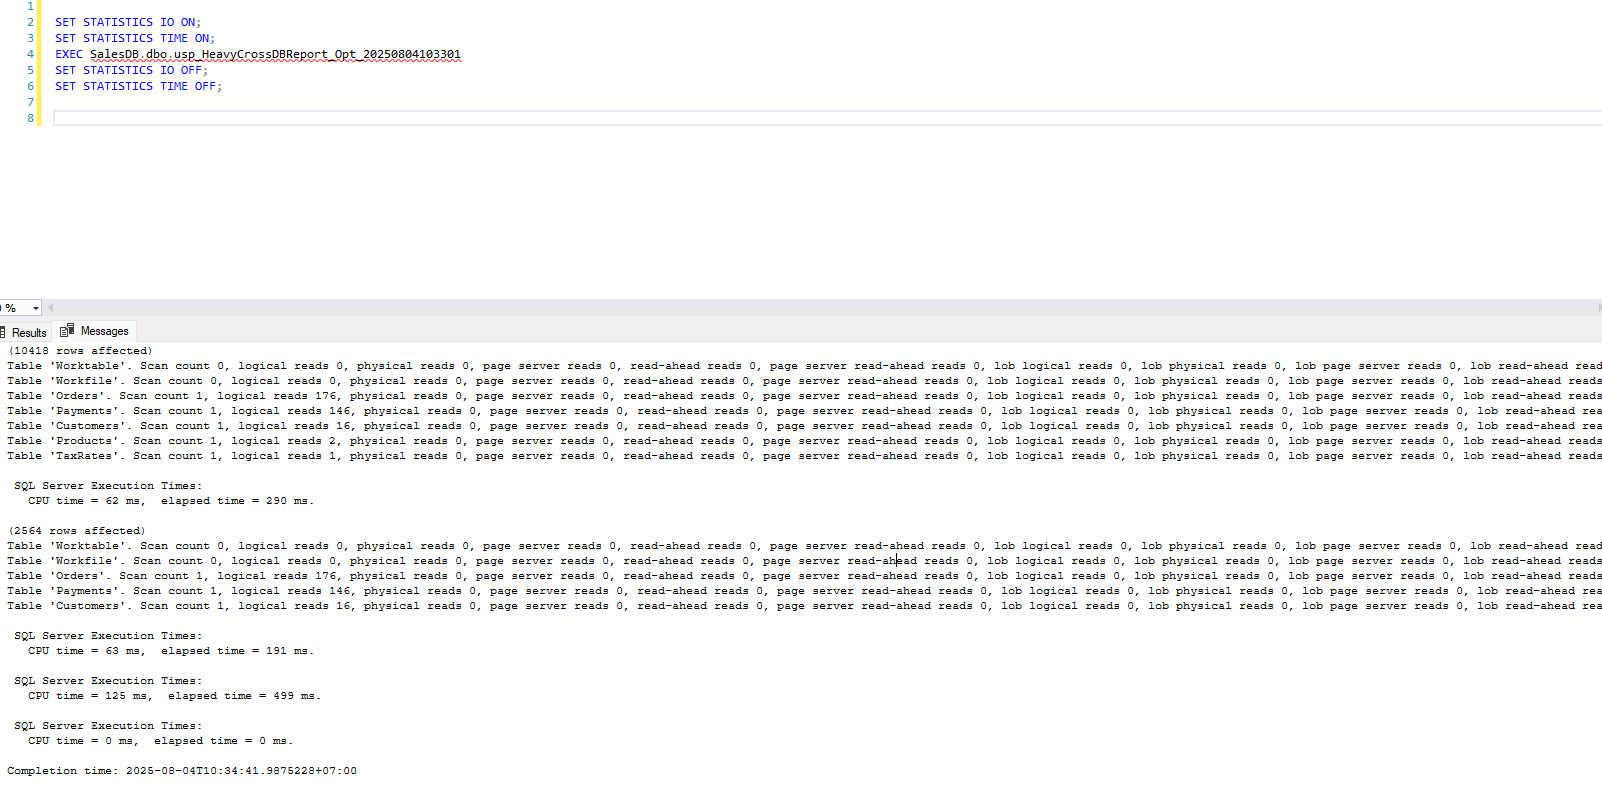 1
2 SET STATISTICS IO ON;
3 SET STATISTICS TIME ON;
4 EXEC SalesDB.dbo.usp_HeavyCrossDBReport_Opt_20250804103301
5 SET STATISTICS IO OFF;
6 SET STATISTICS TIME OFF;
7
8
%
Results Messages
(10418 rows affected)
Table 'Worktable'. Scan count 0, logical reads 0, physical reads 0, page server reads 0, read-ahead reads 0, page server read-ahead reads 0, lob logical reads 0, lob physical reads 0, lob page server reads 0, lob read-ahead read
Table 'Workfile'. Scan count 0, logical reads 0, physical reads 0, page server reads 0, read-ahead reads 0, page server read-ahead reads 0, lob logical reads 0, lob physical reads 0, lob page server reads 0, lob read-ahead reads
Table 'Orders'. Scan count 1, logical reads 176, physical reads 0, page server reads 0, read-ahead reads 0, page server read-ahead reads 0, lob logical reads 0, lob physical reads 0, lob page server reads 0, lob read-ahead reads
Table 'Payments'. Scan count 1, logical reads 146, physical reads 0, page server reads 0, read-ahead reads 0, page server read-ahead reads 0, lob logical reads 0, lob physical reads 0, lob page server reads 0, lob read-ahead rea
Table 'Customers'. Scan count 1, logical reads 16, physical reads 0, page server reads 0, read-ahead reads 0, page server read-ahead reads 0, lob logical reads 0, lob physical reads 0, lob page server reads 0, lob read-ahead rea
Table 'Products'. Scan count 1, logical reads 2, physical reads 0, page server reads 0, read-ahead reads 0, page server read-ahead reads 0, lob logical reads 0, lob physical reads 0, lob page server reads 0, lob read-ahead reads
Table 'TaxRates'. Scan count 1, logical reads 1, physical reads 0, page server reads 0, read-ahead reads 0, page server read-ahead reads 0, lob logical reads 0, lob physical reads 0, lob page server reads 0, lob read-ahead reads
SQL Server Execution Times:
CPU time = 62 ms, elapsed time = 290 ms.
(2564 rows affected)
Table 'Worktable'. Scan count 0, logical reads 0, physical reads 0, page server reads 0, read-ahead reads 0, page server read-ahead reads 0, lob logical reads 0, lob physical reads 0, lob page server reads 0, lob read-ahead read
Table 'Workfile'. Scan count 0, logical reads 0, physical reads 0, page server reads 0, read-ahead reads 0, page server read-ahead reads 0, lob logical reads 0, lob physical reads 0, lob page server reads 0, lob read-ahead reads
Table 'Orders'. Scan count 1, logical reads 176, physical reads 0, page server reads 0, read-ahead reads 0, page server read-ahead reads 0, lob logical reads 0, lob physical reads 0, lob page server reads 0, lob read-ahead reads
Table 'Payments'. Scan count 1, logical reads 146, physical reads 0, page server reads 0, read-ahead reads 0, page server read-ahead reads 0, lob logical reads 0, lob physical reads 0, lob page server reads 0, lob read-ahead rea
Table 'Customers'. Scan count 1, logical reads 16, physical reads 0, page server reads 0, read-ahead reads 0, page server read-ahead reads 0, lob logical reads 0, lob physical reads 0, lob page server reads 0, lob read-ahead rea
SQL Server Execution Times:
CPU time = 63 ms, elapsed time = 191 ms.
SQL Server Execution Times:
CPU time = 125 ms, elapsed time = 499 ms.
SQL Server Execution Times:
CPU time = 0 ms, elapsed time = 0 ms.
Completion time: 2025-08-04T10:34:41.9875228+07:00